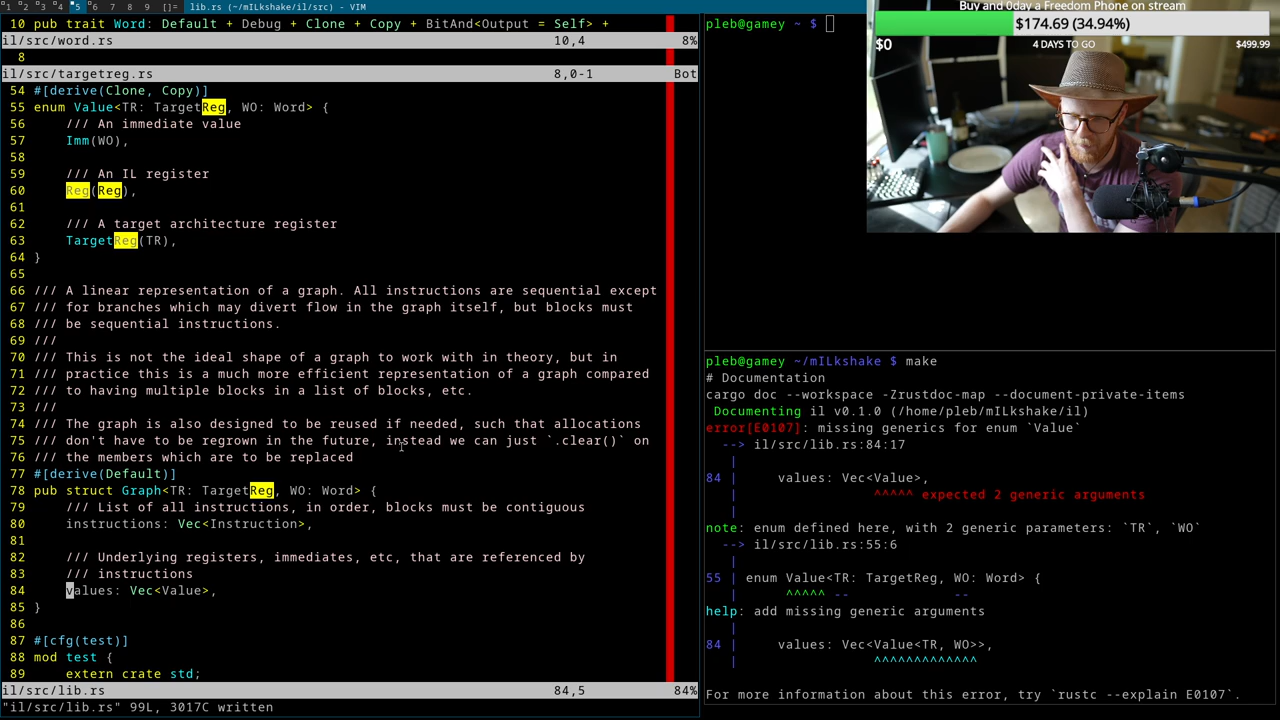 1 2 3 4 5 6 7 8 9 []= lib.rs (~/mILkshake/il/src) - VIM
10 pub trait Word: Default + Debug + Clone + Copy + BitAnd<Output = Self> +
il/src/word.rs 10,4 8%
8
il/src/targetreg.rs 8,0-1 Bot
54 #[derive(Clone, Copy)]
55 enum Value<TR: TargetReg, WO: Word> {
56 /// An immediate value
57 Imm(WO),
58
59 /// An IL register
60 Reg(Reg),
61
62 /// A target architecture register
63 TargetReg(TR),
64 }
65
66 /// A linear representation of a graph. All instructions are sequential except
67 /// for branches which may divert flow in the graph itself, but blocks must
68 /// be sequential instructions.
69 ///
70 /// This is not the ideal shape of a graph to work with in theory, but in
71 /// practice this is a much more efficient representation of a graph compared
72 /// to having multiple blocks in a list of blocks, etc.
73 ///
74 /// The graph is also designed to be reused if needed, such that allocations
75 /// don't have to be regrown in the future, instead we can just `.clear()` on
76 /// the members which are to be replaced
77 #[derive(Default)]
78 pub struct Graph<TR: TargetReg, WO: Word> {
79 /// List of all instructions, in order, blocks must be contiguous
80 instructions: Vec<Instruction>,
81
82 /// Underlying registers, immediates, etc, that are referenced by
83 /// instructions
84 values: Vec<Value>,
85 }
86
87 #[cfg(test)]
88 mod test {
89 extern crate std;
il/src/lib.rs 84,5 84%
"il/src/lib.rs" 99L, 3017C written
pleb@gamey ~ $
Buy and 0day a Freedom Phone on stream
$174.69 (34.94%)
$0 4 DAYS TO GO $499.99
pleb@gamey ~/mILkshake $ make
# Documentation
cargo doc --workspace -Zrustdoc-map --document-private-items
Documenting il v0.1.0 (/home/pleb/mILkshake/il)
error[E0107]: missing generics for enum `Value`
--> il/src/lib.rs:84:17
|
84 | values: Vec<Value>,
| ^^^^^ expected 2 generic arguments
|
note: enum defined here, with 2 generic parameters: `TR`, `WO`
--> il/src/lib.rs:55:6
|
55 | enum Value<TR: TargetReg, WO: Word> {
| ^^^^^ -- --
help: add missing generic arguments
|
84 | values: Vec<Value<TR, WO>>,
| ^^^^^^^^^^^^^
For more information about this error, try `rustc --explain E0107`.